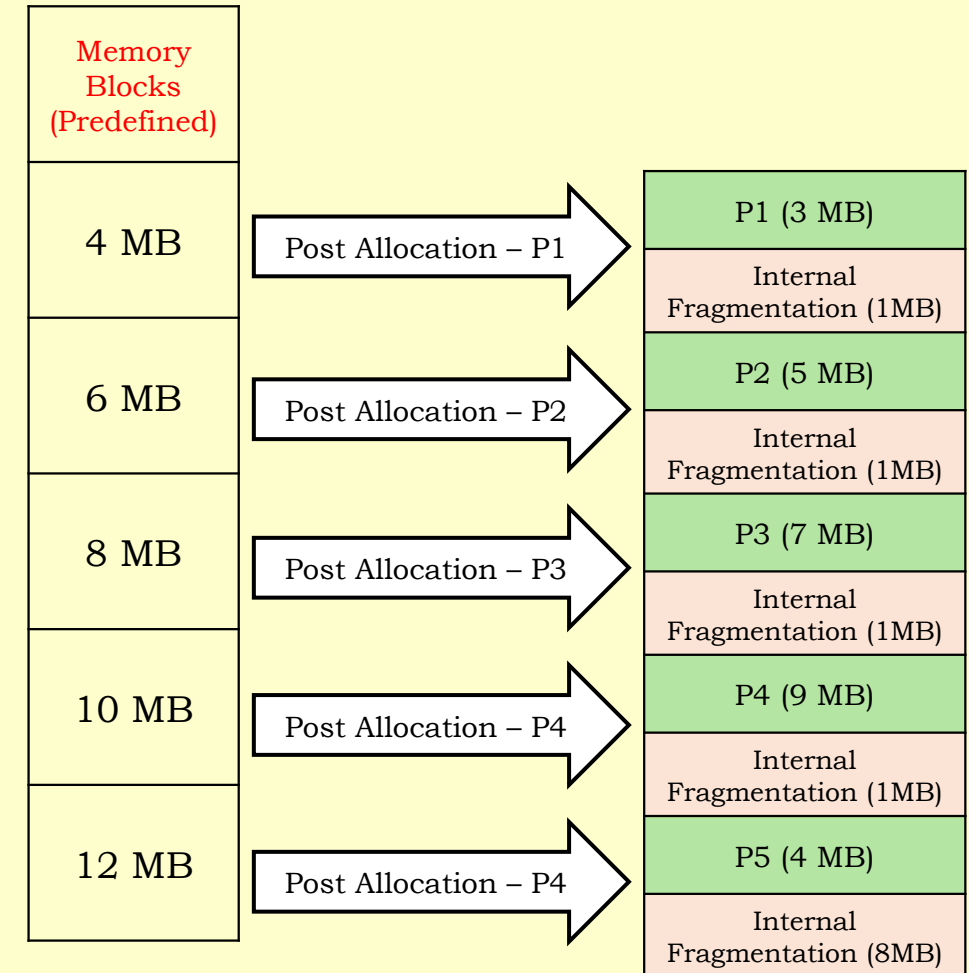 Memory
Blocks
(Predefined)
4 MB
Post Allocation – P1
P1 (3 MB)
Internal
Fragmentation (1MB)
6 MB
Post Allocation – P2
P2 (5 MB)
Internal
Fragmentation (1MB)
8 MB
Post Allocation – P3
P3 (7 MB)
Internal
Fragmentation (1MB)
10 MB
Post Allocation – P4
P4 (9 MB)
Internal
Fragmentation (1MB)
12 MB
Post Allocation – P4
P5 (4 MB)
Internal
Fragmentation (8MB)